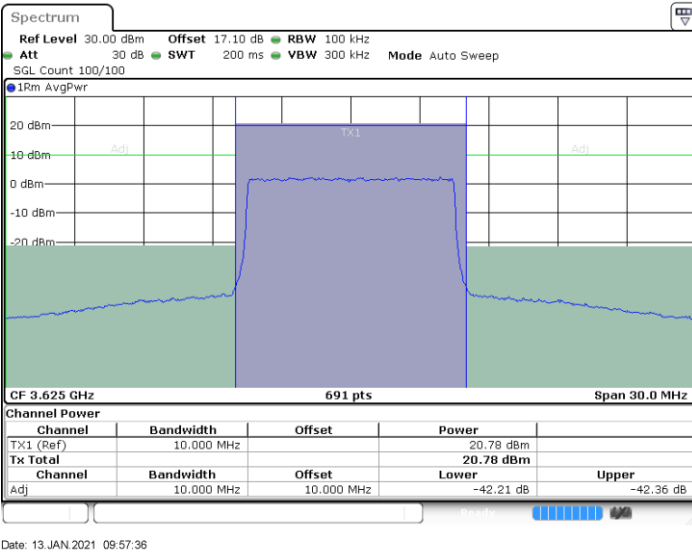 Spectrum
Ref Level 30.00 dBm Offset 17.10 dB RBW 100 kHz
Att 30 dB SWT 200 ms VBW 300 kHz Mode Auto Sweep
SGL Count 100/100
1Rm AvgPwr
20 dBm
TX1
Adj Adj
10 dBm
0 dBm
-10 dBm
-20 dBm
CF 3.625 GHz 691 pts Span 30.0 MHz
Channel Power
Channel Bandwidth Offset Power
TX1 (Ref) 10.000 MHz 20.78 dBm
Tx Total 20.78 dBm
Channel Bandwidth Offset Lower Upper
Adj 10.000 MHz 10.000 MHz -42.21 dB -42.36 dB
Ready
Date: 13.JAN.2021 09:57:36